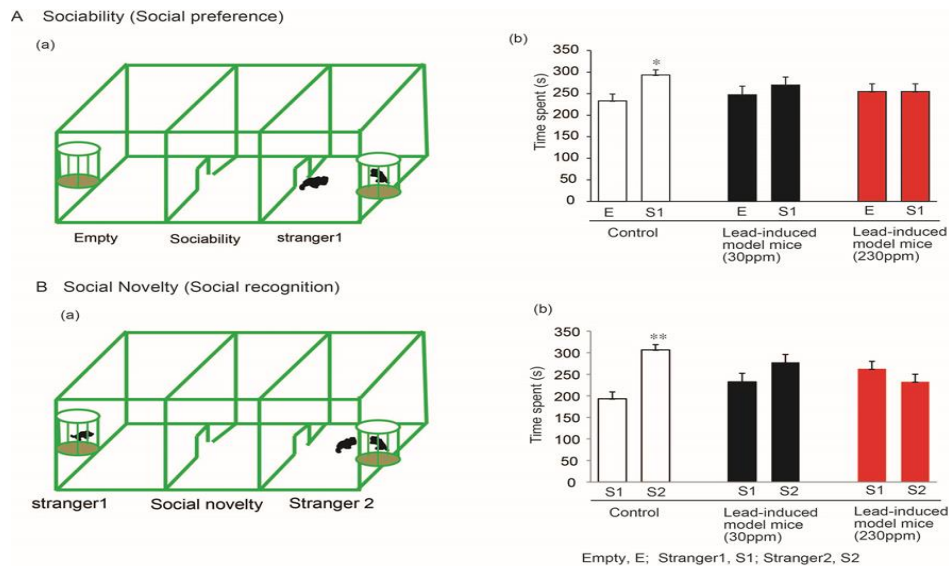 A Sociability (Social preference)
(a)
Empty Sociability stranger1
(b)
Time spent (s)
350
300
250
200
150
100
50
0
*
E S1 E S1 E S1
Control Lead-induced model mice (30ppm) Lead-induced model mice (230ppm)
B Social Novelty (Social recognition)
(a)
stranger1 Social novelty Stranger 2
(b)
Time spent (s)
350
300
250
200
150
100
50
0
**
S1 S2 S1 S2 S1 S2
Control Lead-induced model mice (30ppm) Lead-induced model mice (230ppm)
Empty, E; Stranger1, S1; Stranger2, S2